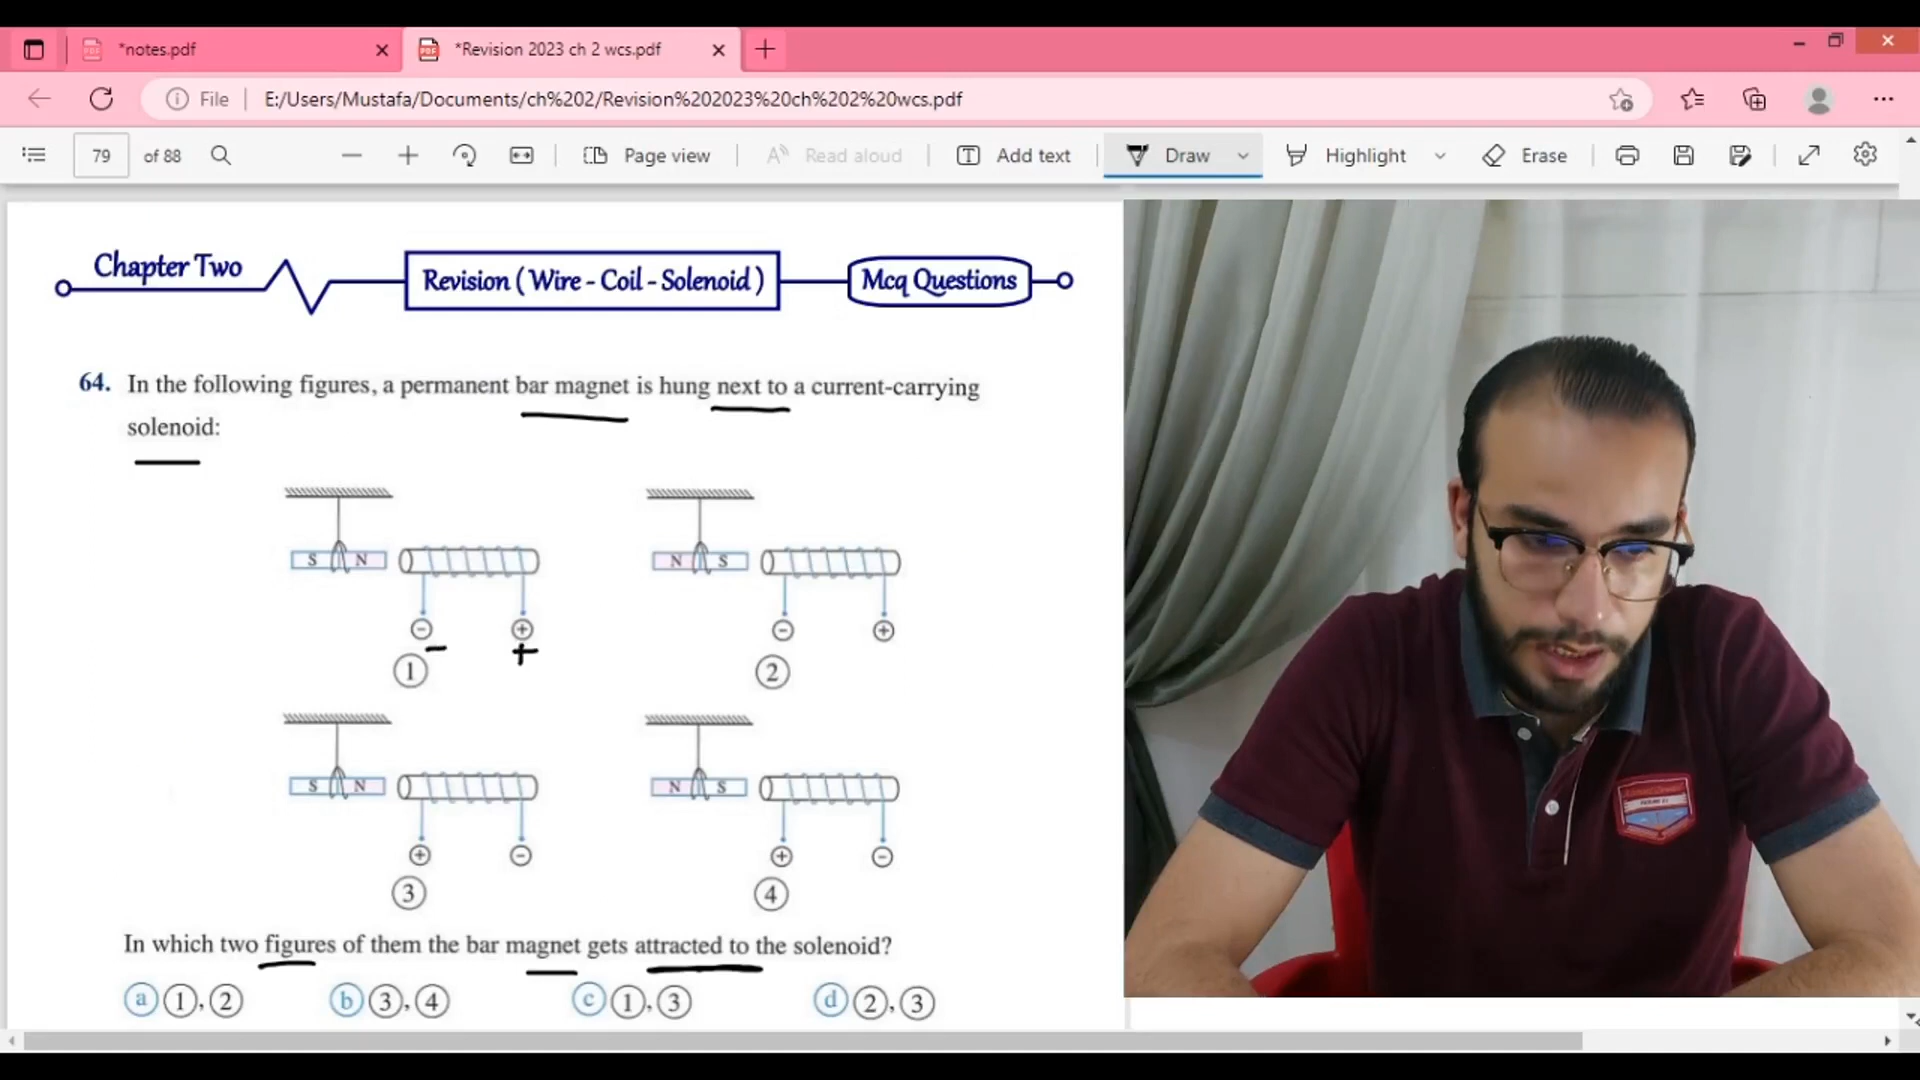 *notes.pdf
*Revision 2023 ch 2 wcs.pdf
File E:/Users/Mustafa/Documents/ch%202/Revision%202023%20ch%202%20wcs.pdf
79 of 88 Page view Read aloud Add text Draw Highlight Erase
Chapter Two Revision ( Wire - Coil - Solenoid ) Mcq Questions
64. In the following figures, a permanent bar magnet is hung next to a current-carrying
solenoid:
S N
N S
- +
- +
- +
1
2
S N
N S
+ -
+ -
3
4
In which two figures of them the bar magnet gets attracted to the solenoid?
a 1, 2 b 3, 4 c 1, 3 d 2, 3